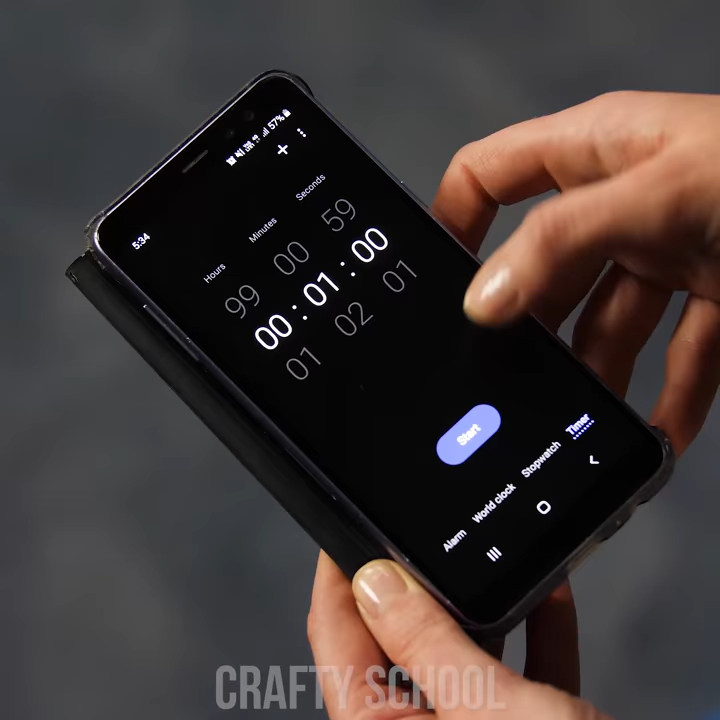 5:34
57%
Hours Minutes Seconds
99 00 59
00 : 01 : 00
01 02 01
Start
Alarm World clock Stopwatch Timer
CRAFTY SCHOOL